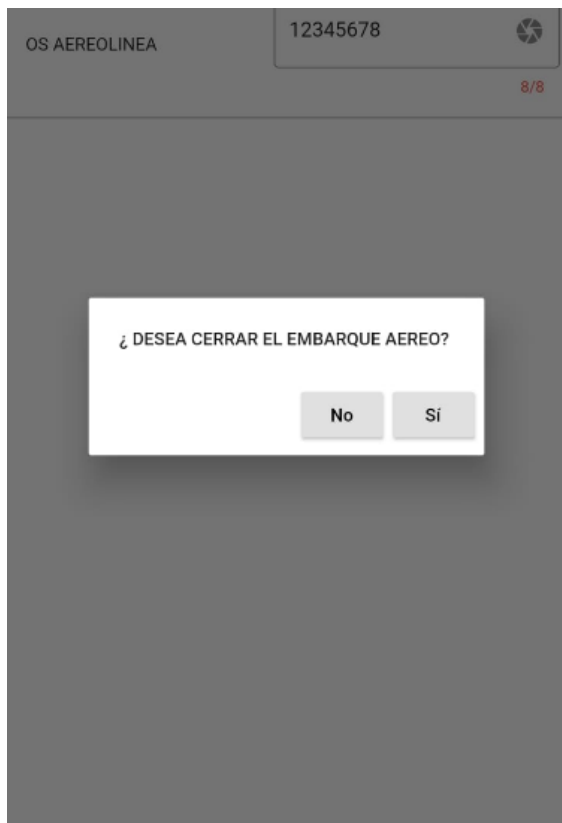 OS AEREOLINEA
12345678
8/8
¿ DESEA CERRAR EL EMBARQUE AEREO?
No
Sí